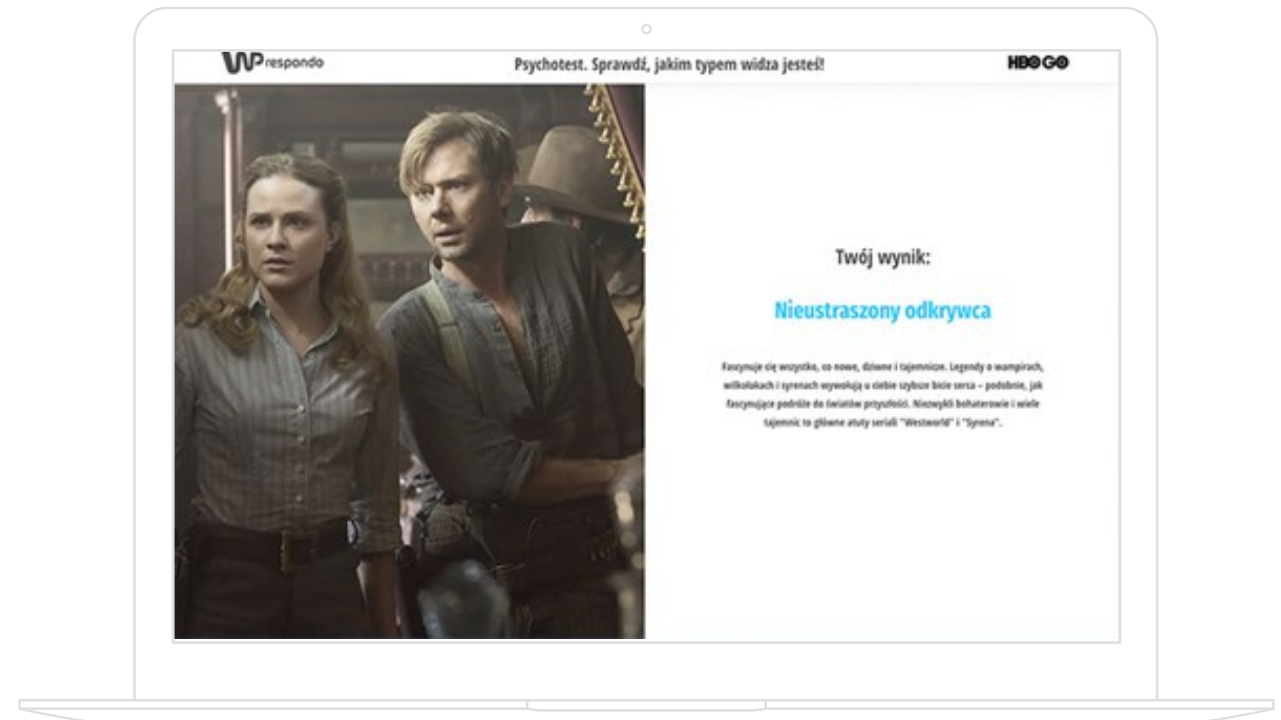 WP respondo
Psychotest. Sprawdź, jakim typem widza jesteś!
HBO GO
Twój wynik:
Nieustraszony odkrywca
Fascynuje cię wszystko, co nowe, dziwne i tajemnicze. Legendy o wampirach,
wilkołakach i syrenach wywołują u ciebie szybsze bicie serca – podobnie, jak
fascynujące podróże do światów przyszłości. Niezwykli bohaterowie i wiele
tajemnic to główne atuty seriali "Westworld" i "Syrena".